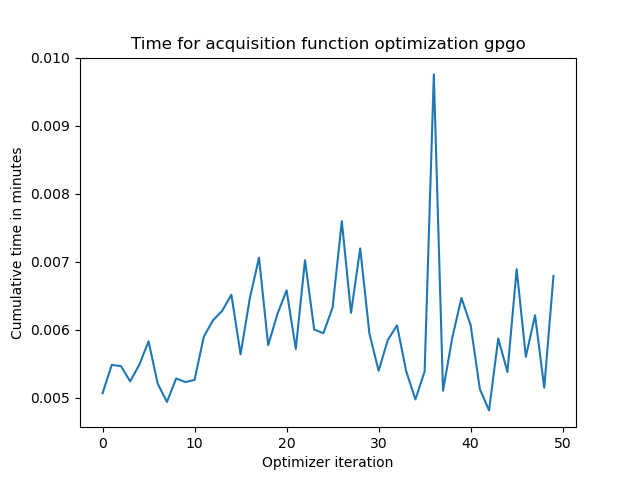 Time for acquisition function optimization gpgo
0.010
0.009
0.008
0.007
0.006
0.005
Cumulative time in minutes
0 10 20 30 40 50
Optimizer iteration